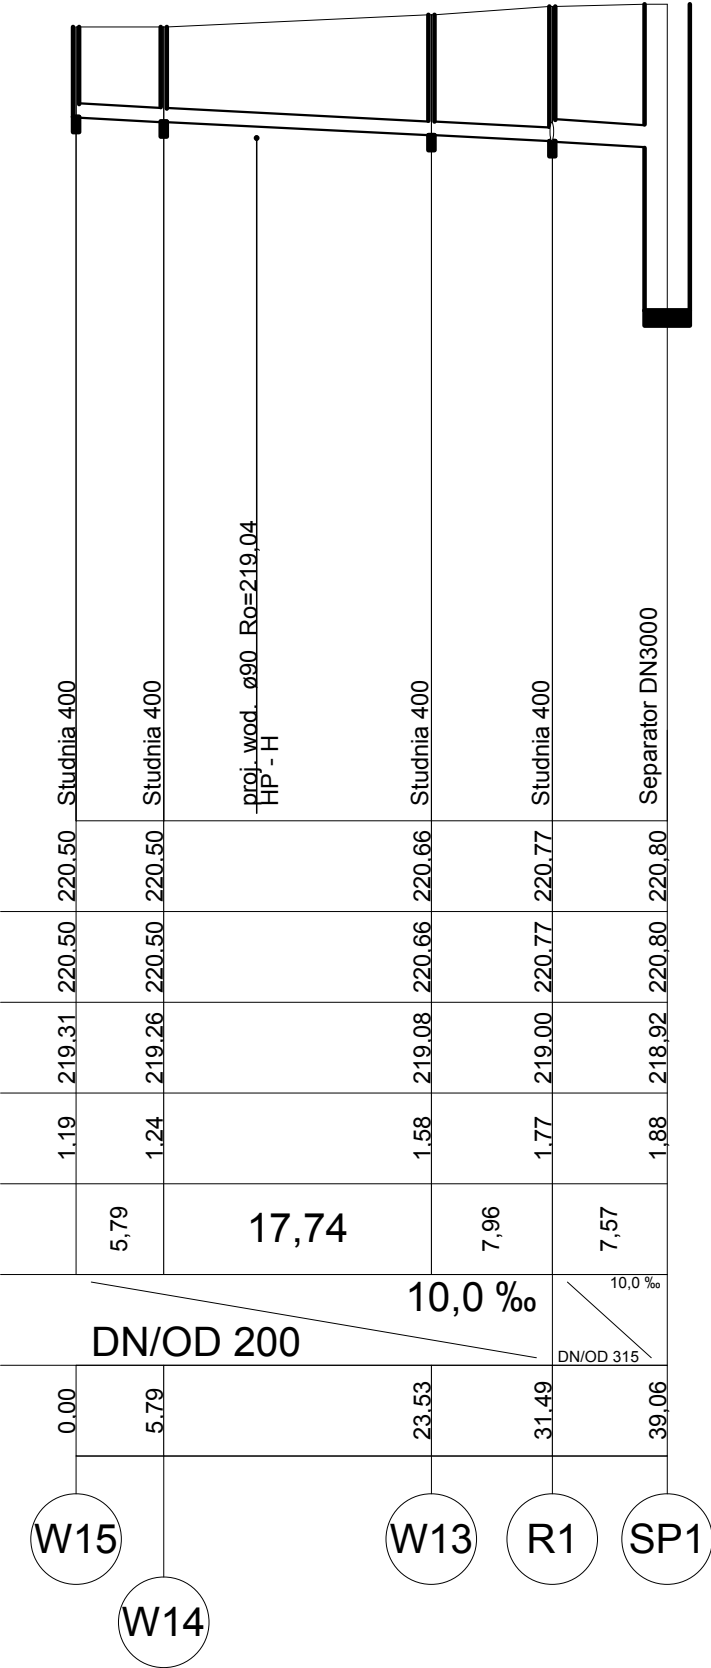 Studnia 400
Studnia 400
proj. wod. ø90 Ro=219,04
HP - H
Studnia 400
Studnia 400
Separator DN3000
220.50
220.50
220.66
220.77
220,80
220.50
220.50
220.66
220.77
220,80
219.31
219.26
219.08
219.00
218,92
1.19
1.24
1.58
1.77
1,88
5,79
17,74
7,96
7,57
10,0 ‰
10,0 ‰
DN/OD 200
DN/OD 315
0.00
5.79
23.53
31.49
39,06
W15
W13
R1
SP1
W14